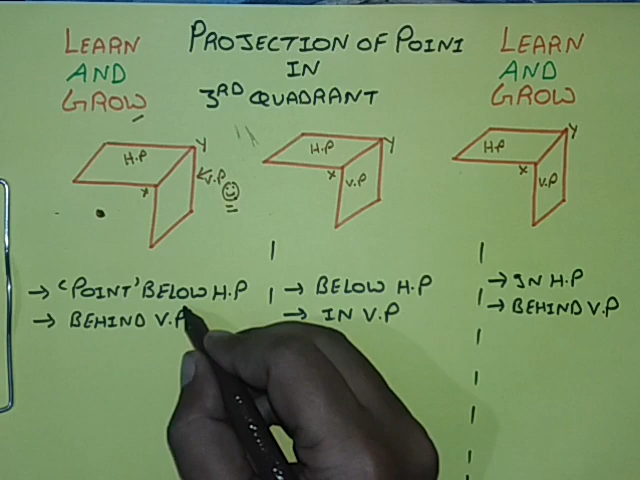 LEARN
AND
GROW
PROJECTION OF POINT
IN
3RD QUADRANT
LEARN
AND
GROW
H.P
Y
X
V.P
H.P
Y
X
V.P
H.P
Y
X
V.P
→ 'POINT' BELOW H.P
→ BEHIND V.P
→ BELOW H.P
→ IN V.P
→ IN H.P
→ BEHIND V.P